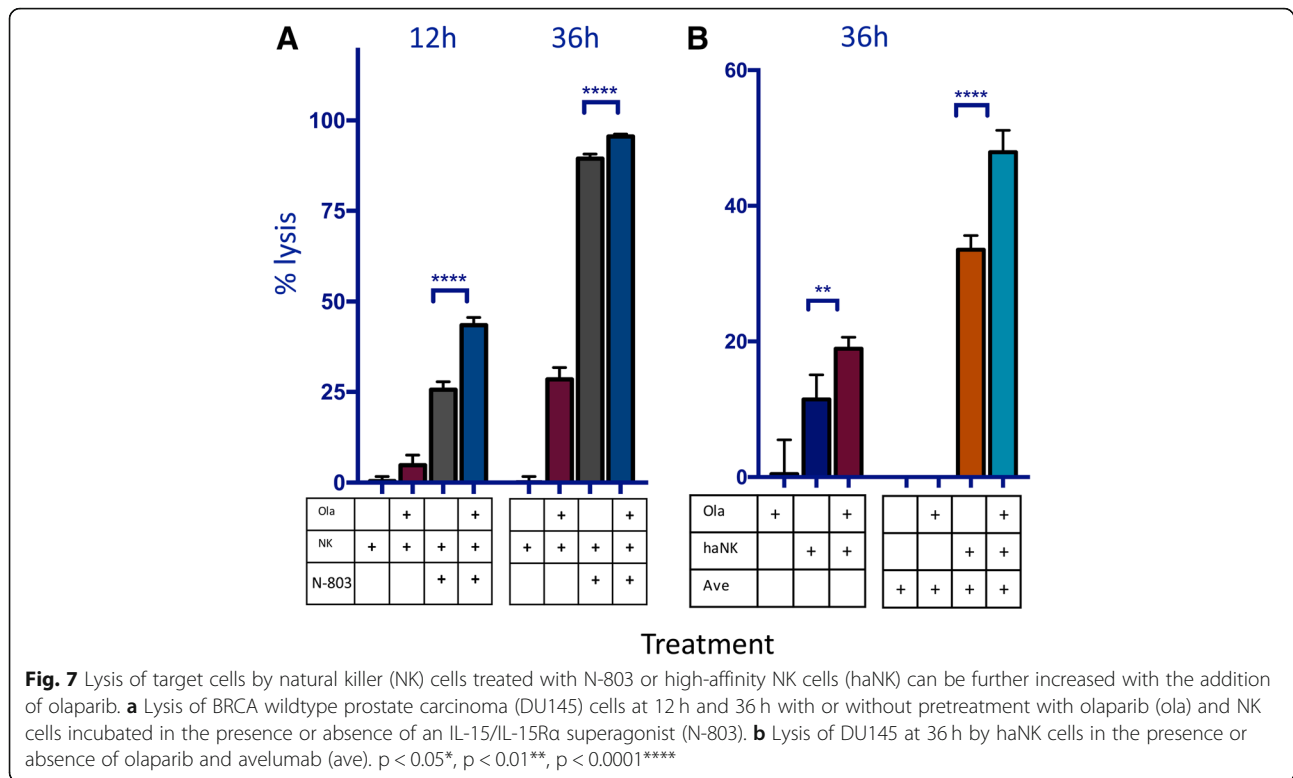 A 12h 36h B 36h
% lysis
100
75
50
25
0
**** ****
60
40
20
0
** ****
Ola + + + +
NK + + + + + + + +
N-803 + + + +
Ola + + + +
haNK + + + +
Ave + + + +
Treatment
Fig. 7 Lysis of target cells by natural killer (NK) cells treated with N-803 or high-affinity NK cells (haNK) can be further increased with the addition
of olaparib. a Lysis of BRCA wildtype prostate carcinoma (DU145) cells at 12 h and 36 h with or without pretreatment with olaparib (ola) and NK
cells incubated in the presence or absence of an IL-15/IL-15Rα superagonist (N-803). b Lysis of DU145 at 36 h by haNK cells in the presence or
absence of olaparib and avelumab (ave). p < 0.05*, p < 0.01**, p < 0.0001****